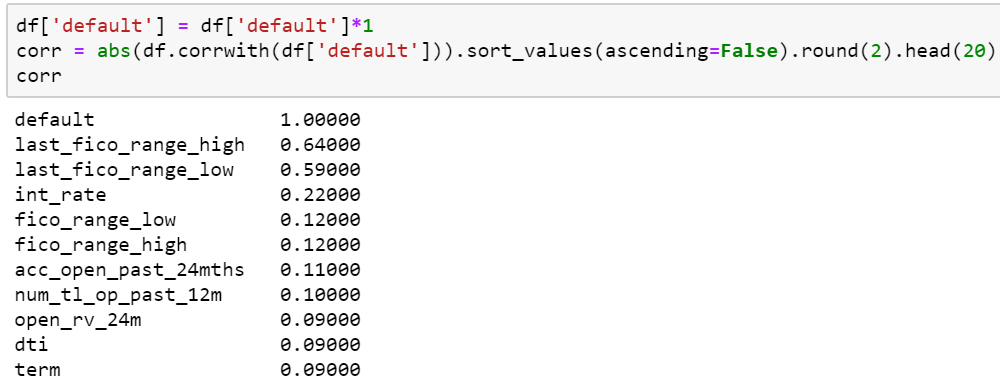 df['default'] = df['default']*1
corr = abs(df.corrwith(df['default'])).sort_values(ascending=False).round(2).head(20)
corr
default 1.00000
last_fico_range_high 0.64000
last_fico_range_low 0.59000
int_rate 0.22000
fico_range_low 0.12000
fico_range_high 0.12000
acc_open_past_24mths 0.11000
num_tl_op_past_12m 0.10000
open_rv_24m 0.09000
dti 0.09000
term 0.09000